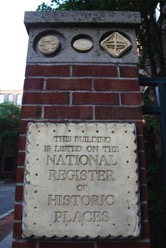 THIS BUILDING
IS LISTED ON THE
NATIONAL
REGISTER
OF
HISTORIC
PLACES